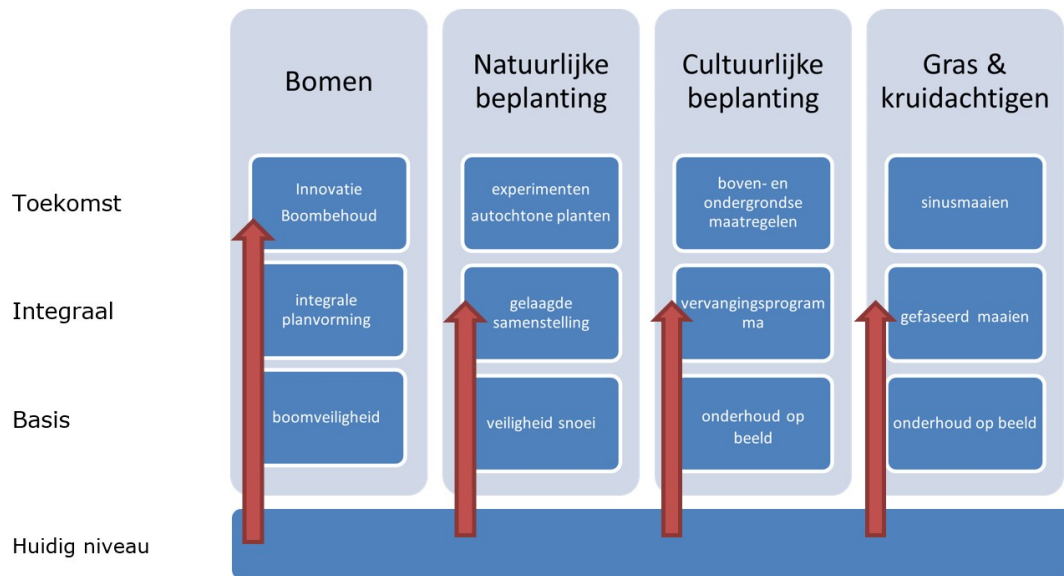 Bomen
Natuurlijke
beplanting
Cultuurlijke
beplanting
Gras &
kruidachtigen
Toekomst
Innovatie
Boombehoud
experimenten
autochtone planten
boven- en
ondergrondse
maatregelen
sinusmaaien
Integraal
integrale
planvorming
gelaagde
samenstelling
vervangingsprogram
ma
gefaseerd maaien
Basis
boomveiligheid
veiligheid snoei
onderhoud op
beeld
onderhoud op beeld
Huidig niveau